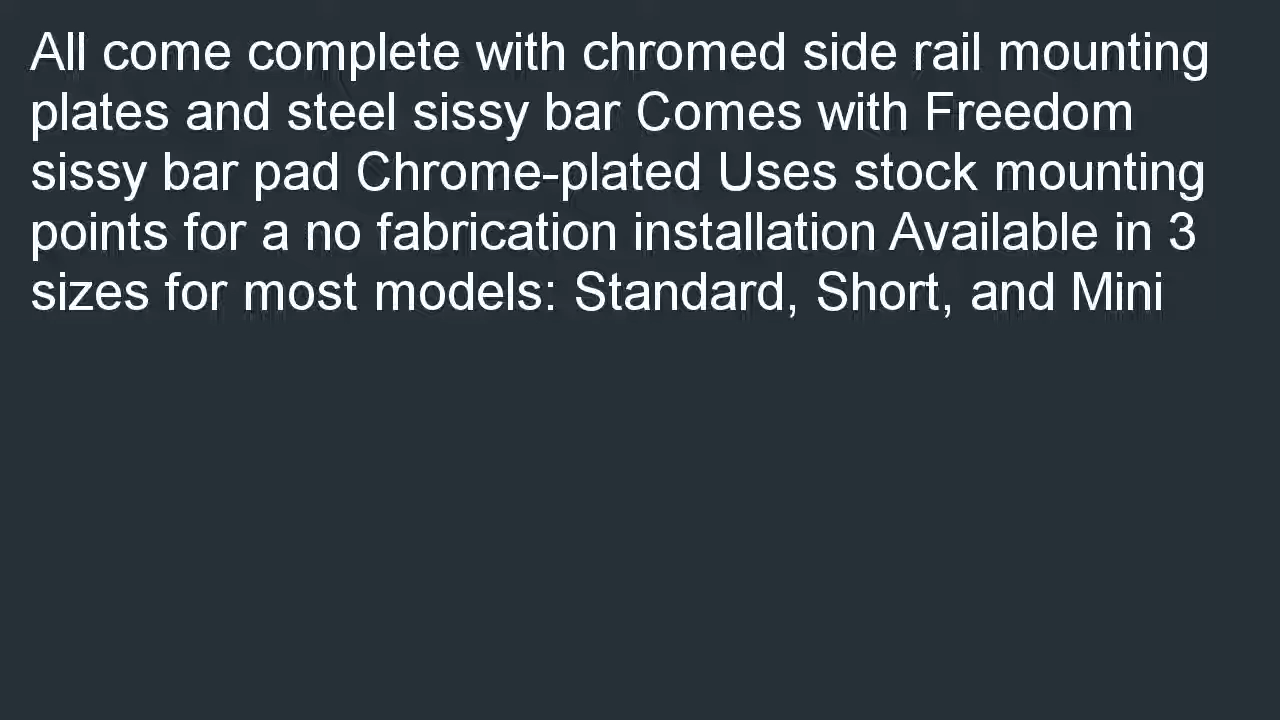 All come complete with chromed side rail mounting
plates and steel sissy bar Comes with Freedom
sissy bar pad Chrome-plated Uses stock mounting
points for a no fabrication installation Available in 3
sizes for most models: Standard, Short, and Mini